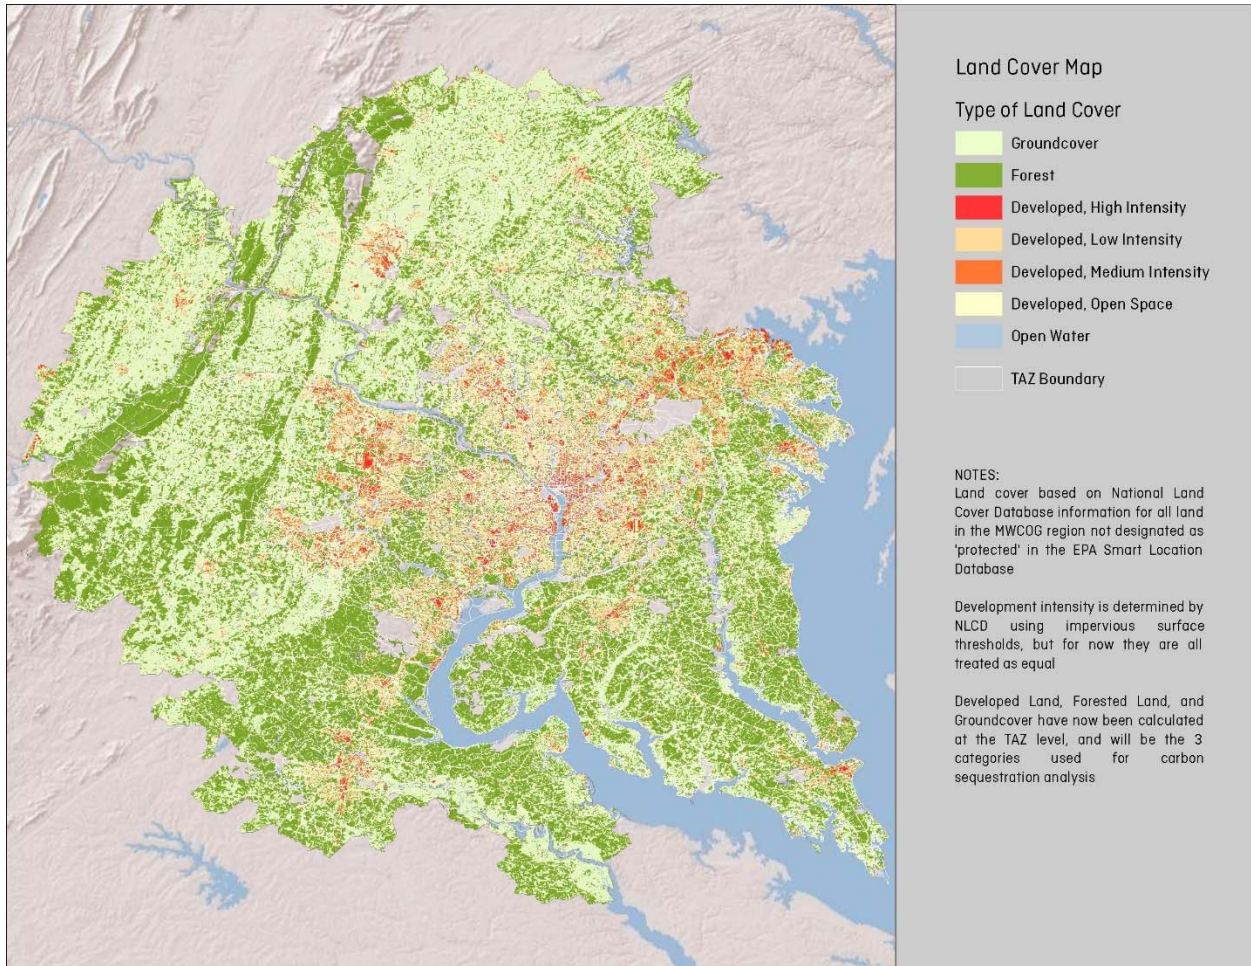 Land Cover Map
Type of Land Cover
Groundcover
Forest
Developed, High Intensity
Developed, Low Intensity
Developed, Medium Intensity
Developed, Open Space
Open Water
TAZ Boundary
NOTES:
Land cover based on National Land
Cover Database information for all land
in the MWCOG region not designated as
'protected' in the EPA Smart Location
Database
Development intensity is determined by
NLCD using impervious surface
thresholds, but for now they are all
treated as equal
Developed Land, Forested Land, and
Groundcover have now been calculated
at the TAZ level, and will be the 3
categories used for carbon
sequestration analysis